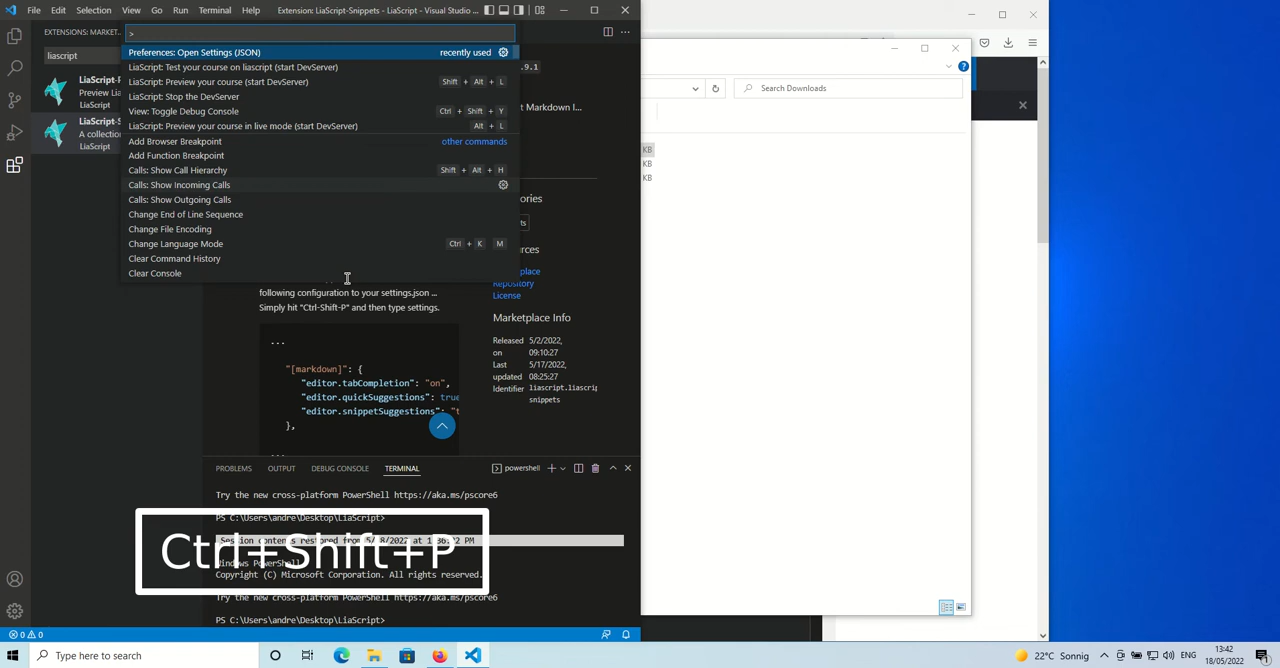 File Edit Selection View Go Run Terminal Help Extension: LiaScript-Snippets - LiaScript - Visual Studio ...
EXTENSIONS: MARKET...
liascript
LiaScript-
Preview Lia
LiaScript
LiaScript-S
A collection
LiaScript
>
Preferences: Open Settings (JSON) recently used
LiaScript: Test your course on liascript (start DevServer)
LiaScript: Preview your course (start DevServer) Shift + Alt + L
LiaScript: Stop the DevServer
View: Toggle Debug Console Ctrl + Shift + Y
LiaScript: Preview your course in live mode (start DevServer) Alt + L
Add Browser Breakpoint other commands
Add Function Breakpoint
Calls: Show Call Hierarchy Shift + Alt + H
Calls: Show Incoming Calls
Calls: Show Outgoing Calls
Change End of Line Sequence
Change File Encoding
Change Language Mode Ctrl + K M
Clear Command History
Clear Console
.9.1
t Markdown l...
ories
ts
urces
place
Repository
License
following configuration to your settings.json ...
Simply hit "Ctrl-Shift-P" and then type settings.
...
"[markdown]": {
"editor.tabCompletion": "on",
"editor.quickSuggestions": true
"editor.snippetSuggestions": "t
},
...
Marketplace Info
Released 5/2/2022,
on 09:10:27
Last 5/17/2022,
updated 08:25:27
Identifier liascript.liascrip
snippets
PROBLEMS OUTPUT DEBUG CONSOLE TERMINAL powershell
Try the new cross-platform PowerShell https://aka.ms/pscore6
PS C:\Users\andre\Desktop\LiaScript>
Session contents restored from 5/18/2022 at 1:36:22 PM
Windows PowerShell
Copyright (C) Microsoft Corporation. All rights reserved.
Try the new cross-platform PowerShell https://aka.ms/pscore6
PS C:\Users\andre\Desktop\LiaScript>
Ctrl+Shift+P
0 0
Search Downloads
KB
KB
KB
Type here to search
22°C Sonnig
ENG
13:42
18/05/2022
1